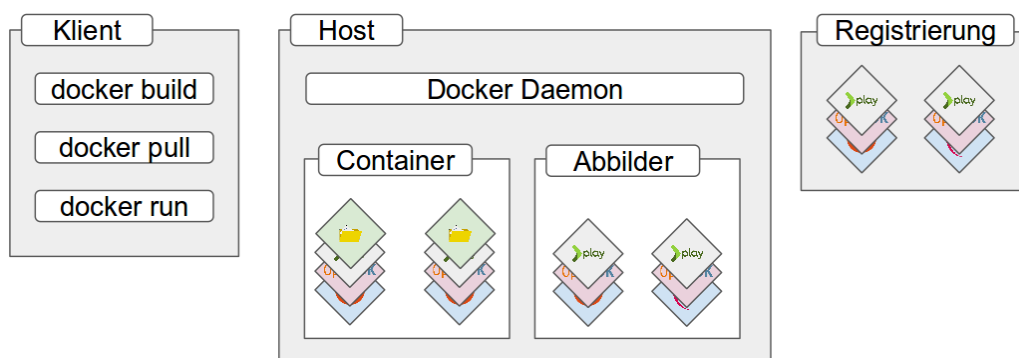 Klient
docker build
docker pull
docker run
Host
Docker Daemon
Container
Abbilder
play
play
Registrierung
play
play